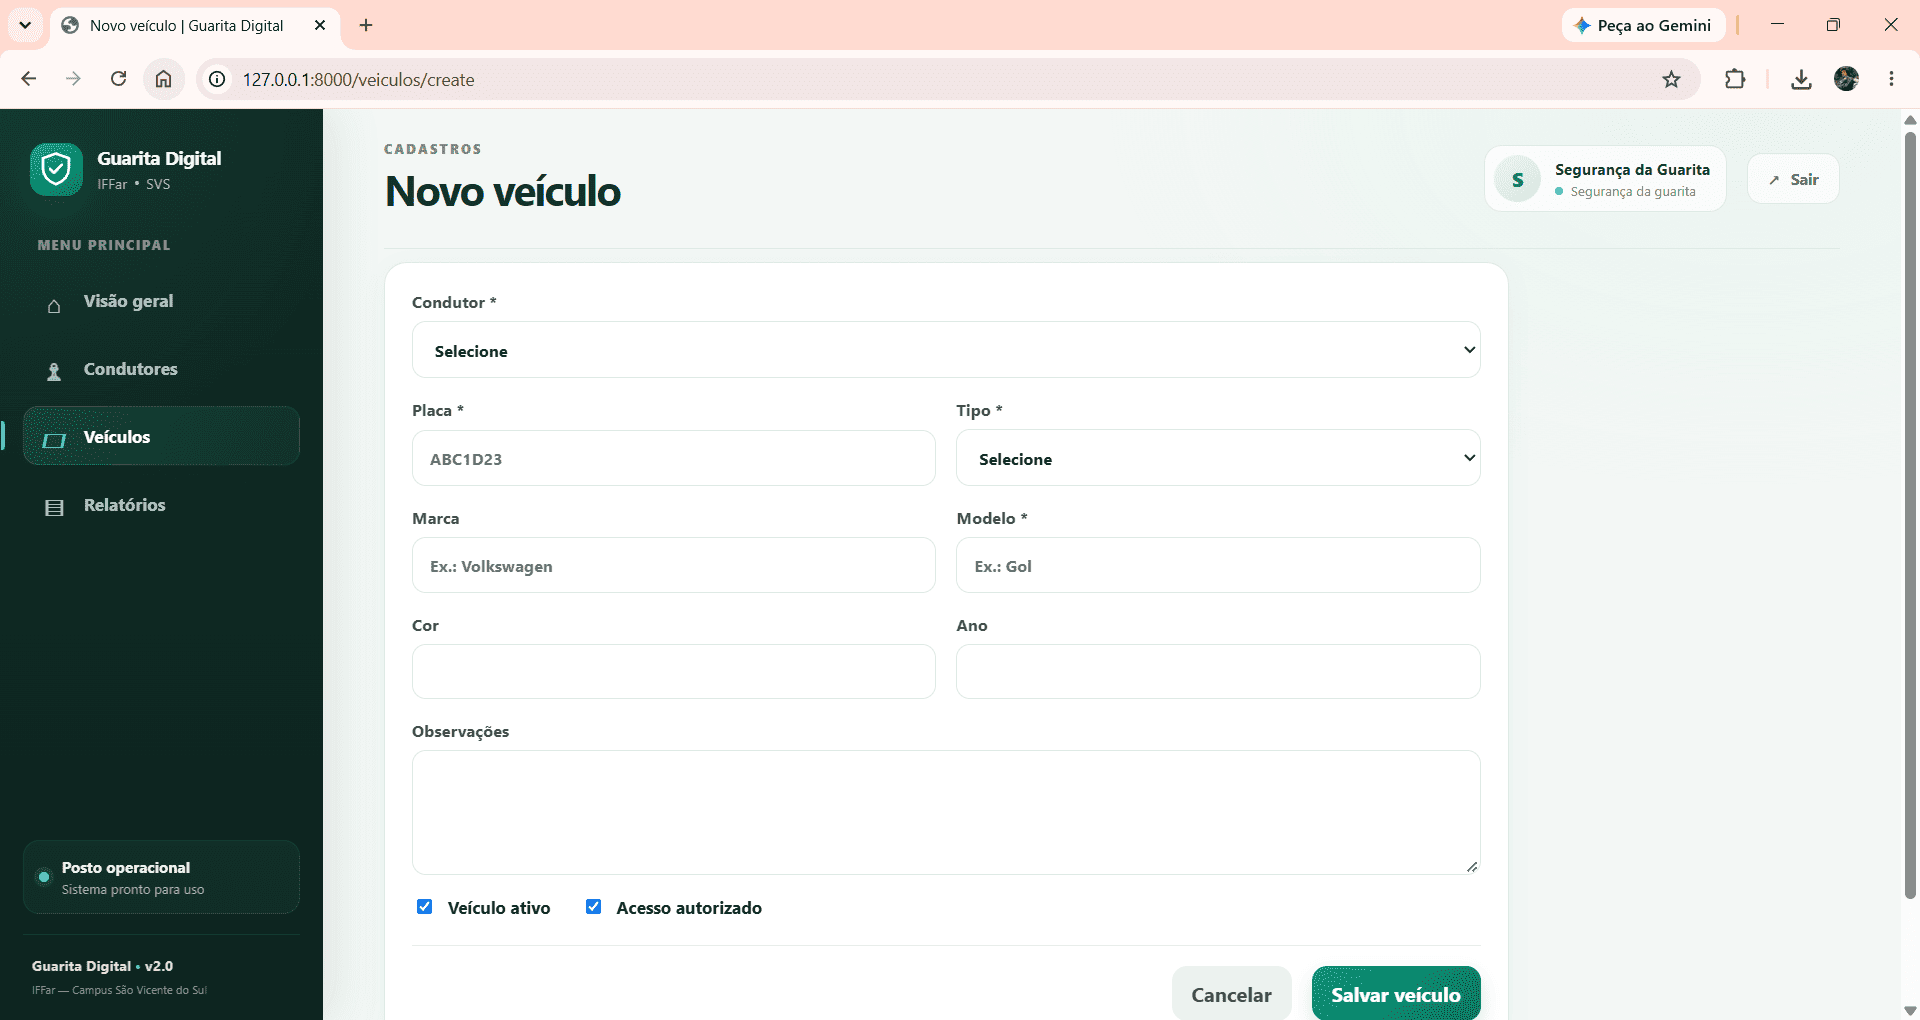 Novo veículo | Guarita Digital
Peça ao Gemini
127.0.0.1:8000/veiculos/create
Guarita Digital
IFFar • SVS
MENU PRINCIPAL
Visão geral
Condutores
Veículos
Relatórios
Posto operacional
Sistema pronto para uso
Guarita Digital • v2.0
IFFar — Campus São Vicente do Sul
CADASTROS
Novo veículo
S
Segurança da Guarita
Segurança da guarita
↗ Sair
Condutor *
Selecione
Placa *
Tipo *
ABC1D23
Selecione
Marca
Modelo *
Ex.: Volkswagen
Ex.: Gol
Cor
Ano
Observações
Veículo ativo
Acesso autorizado
Cancelar
Salvar veículo